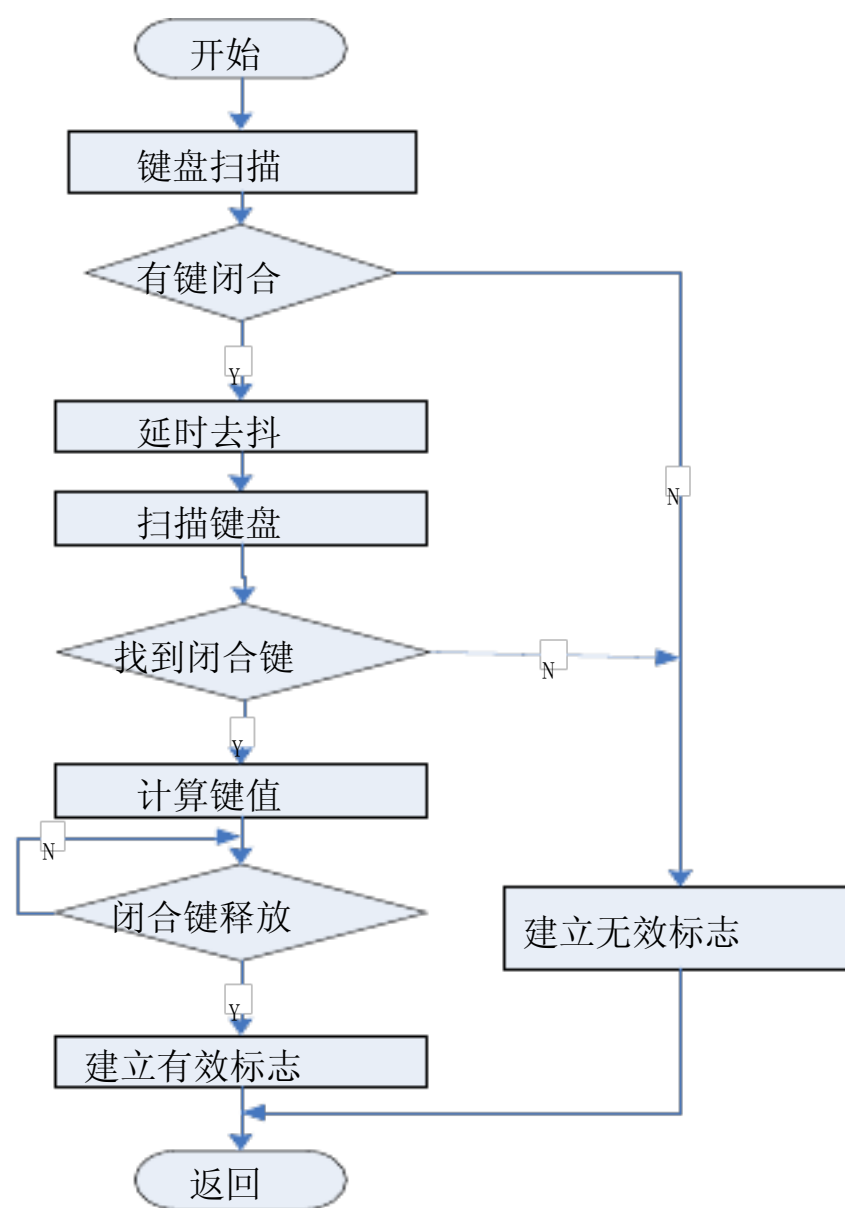 开始
键盘扫描
有键闭合
Y
延时去抖
N
扫描键盘
找到闭合键
N
Y
计算键值
N
闭合键释放
建立无效标志
Y
建立有效标志
返回